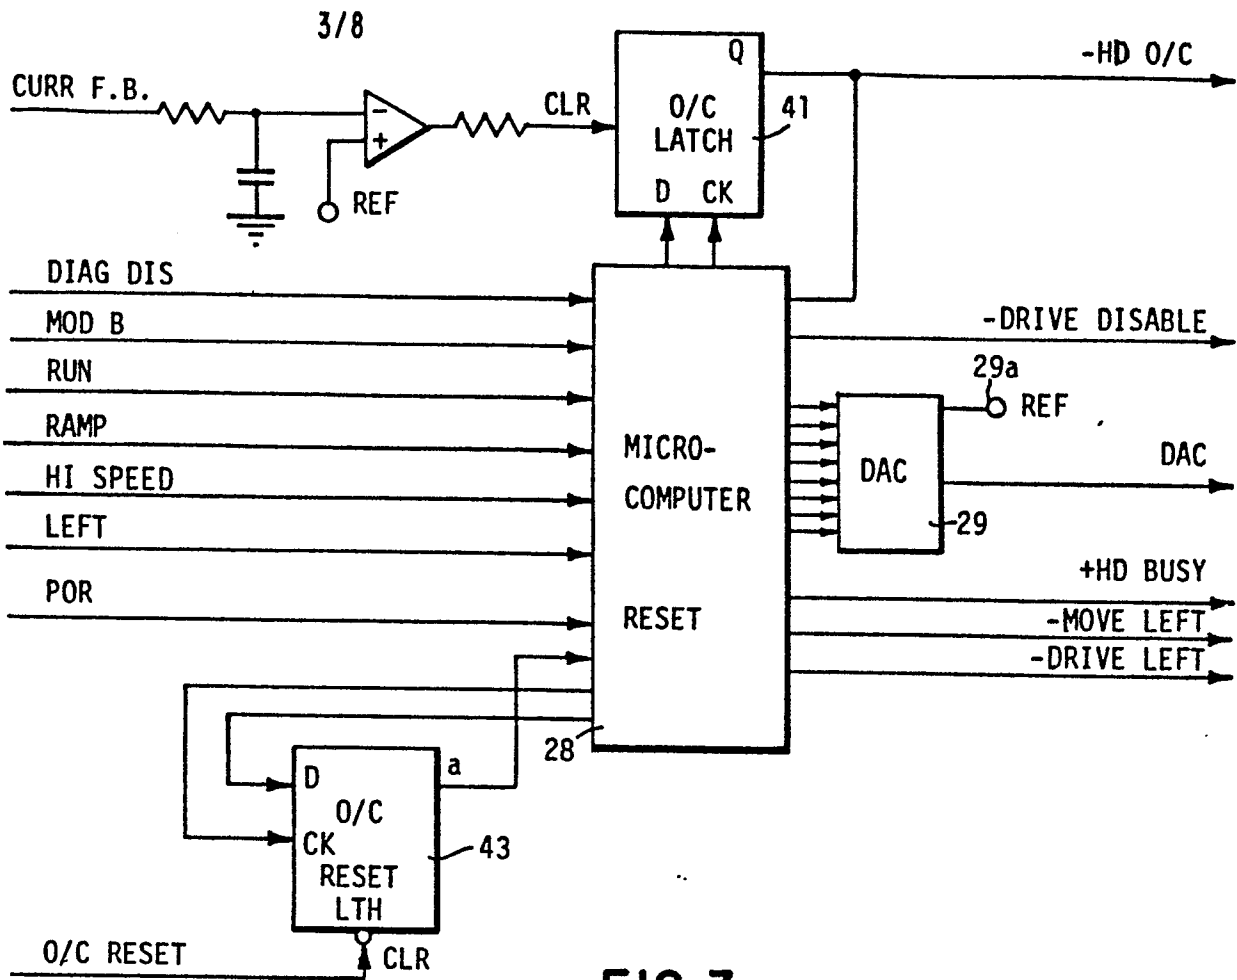 3/8
CURR F.B.
-
+
REF
CLR
Q
O/C
LATCH
D CK
41
-HD O/C
DIAG DIS
MOD B
RUN
RAMP
HI SPEED
LEFT
POR
MICRO-
COMPUTER
RESET
28
-DRIVE DISABLE
29a
REF
DAC
DAC
29
+HD BUSY
-MOVE LEFT
-DRIVE LEFT
D
O/C
CK
RESET
LTH
a
43
O/C RESET
CLR